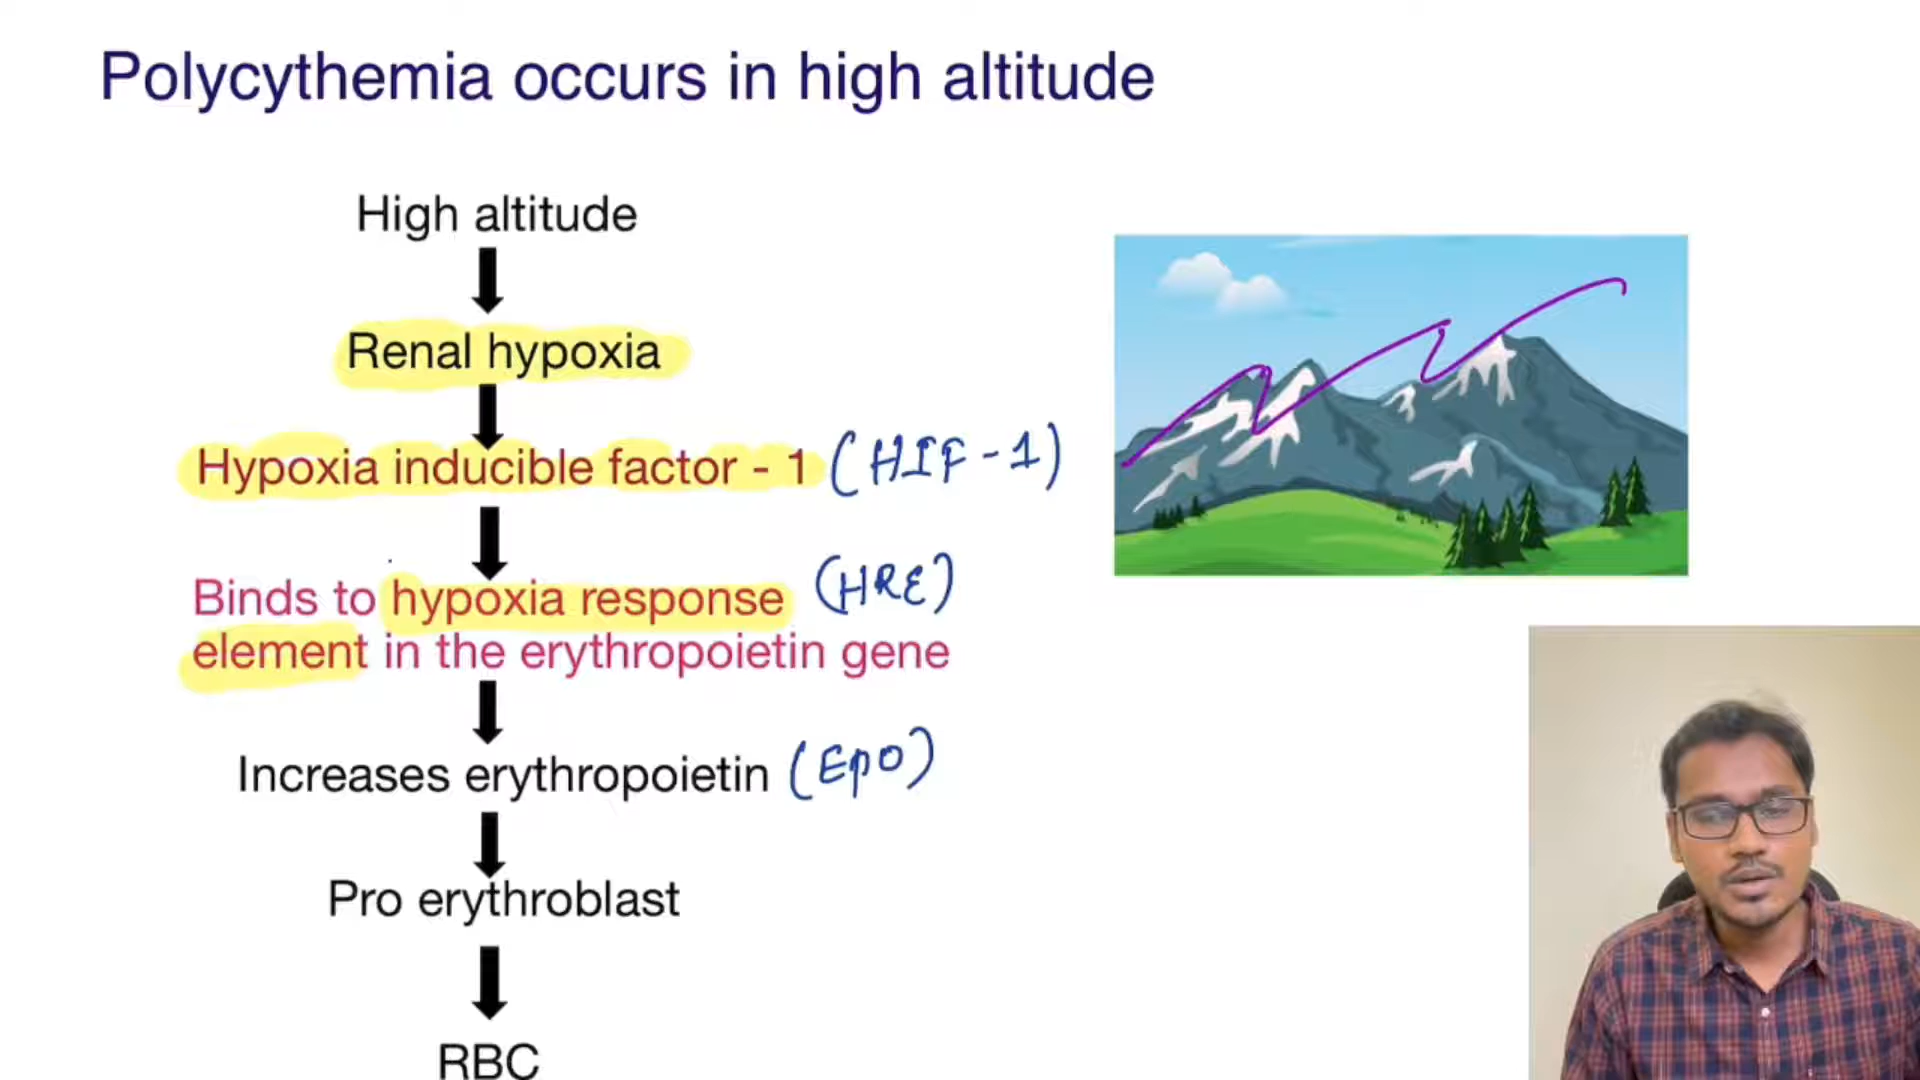 Polycythemia occurs in high altitude
High altitude
Renal hypoxia
Hypoxia inducible factor - 1 (HIF-1)
Binds to hypoxia response (HRE)
element in the erythropoietin gene
Increases erythropoietin (EpO)
Pro erythroblast
RBC